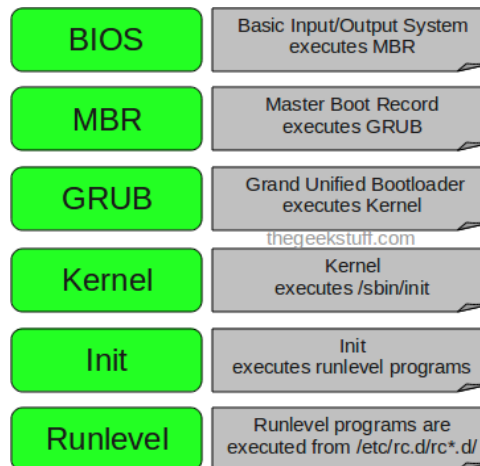 BIOS
Basic Input/Output System
executes MBR
MBR
Master Boot Record
executes GRUB
GRUB
Grand Unified Bootloader
executes Kernel
thegeekstuff.com
Kernel
Kernel
executes /sbin/init
Init
Init
executes runlevel programs
Runlevel
Runlevel programs are
executed from /etc/rc.d/rc*.d/